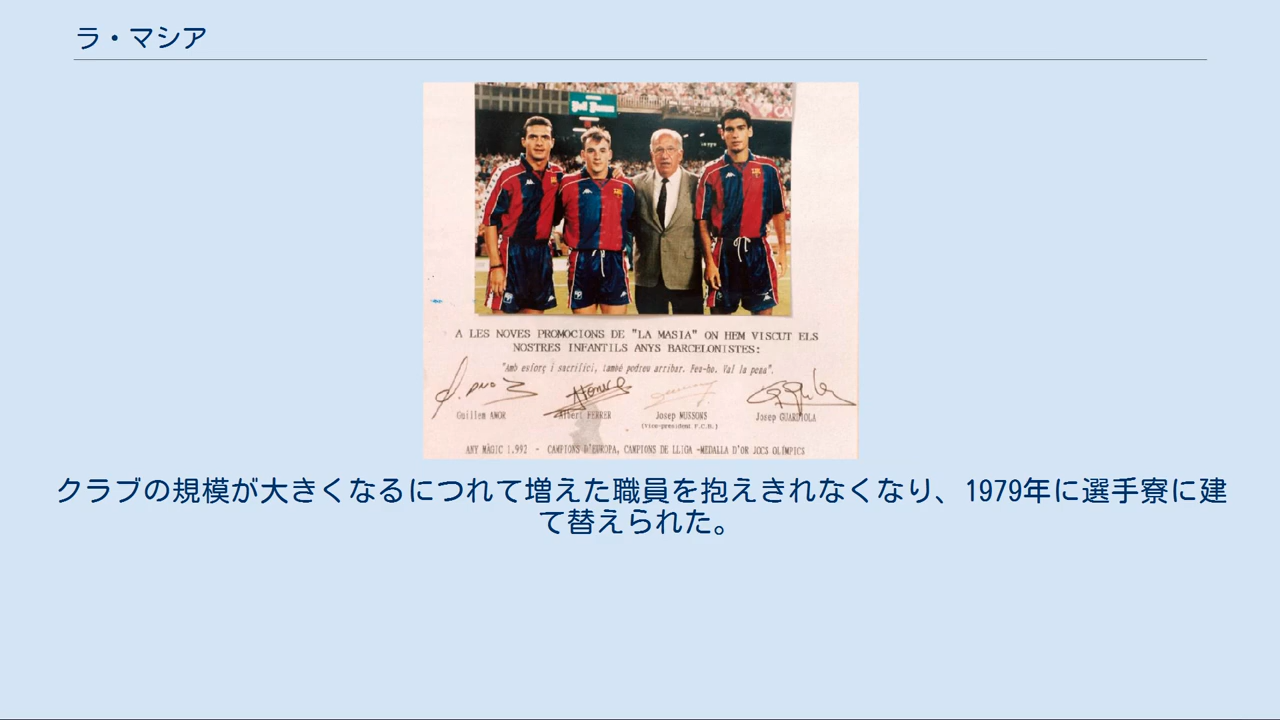 ラ・マシア
A LES NOVES PROMOCIONS DE "LA MASIA" ON HEM VISCUT ELS
NOSTRES INFANTILS ANYS BARCELONISTES:
"Amb esforç i sacrifici, també podreu arribar. Feu-ho. Val la pena".
Guillem AMOR
Albert FERRER
Josep MUSSONS
(Vice-president F.C.B.)
Josep GUARDIOLA
ANY MÀGIC 1.992 - CAMPIONS D'EUROPA, CAMPIONS DE LLIGA -MEDALLA D'OR JOCS OLÍMPICS
クラブの規模が大きくなるにつれて増えた職員を抱えきれなくなり、1979年に選手寮に建
て替えられた。